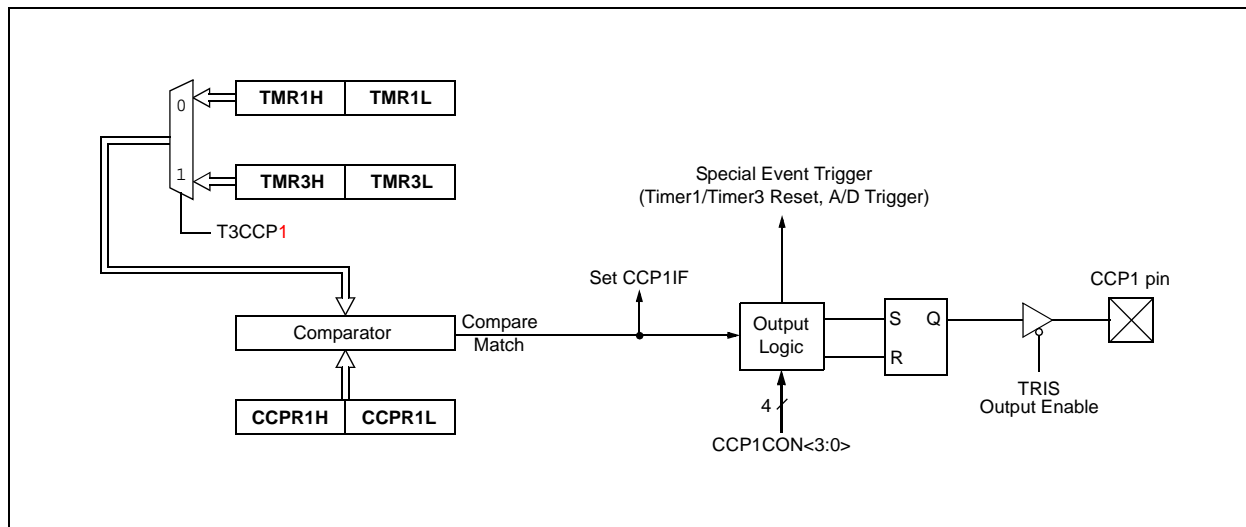 0
TMR1H TMR1L
1
TMR3H TMR3L
T3CCP1
Special Event Trigger
(Timer1/Timer3 Reset, A/D Trigger)
Set CCP1IF
CCP1 pin
Comparator
Compare
Match
Output
Logic
S Q
R
TRIS
Output Enable
CCPR1H CCPR1L
4
CCP1CON<3:0>